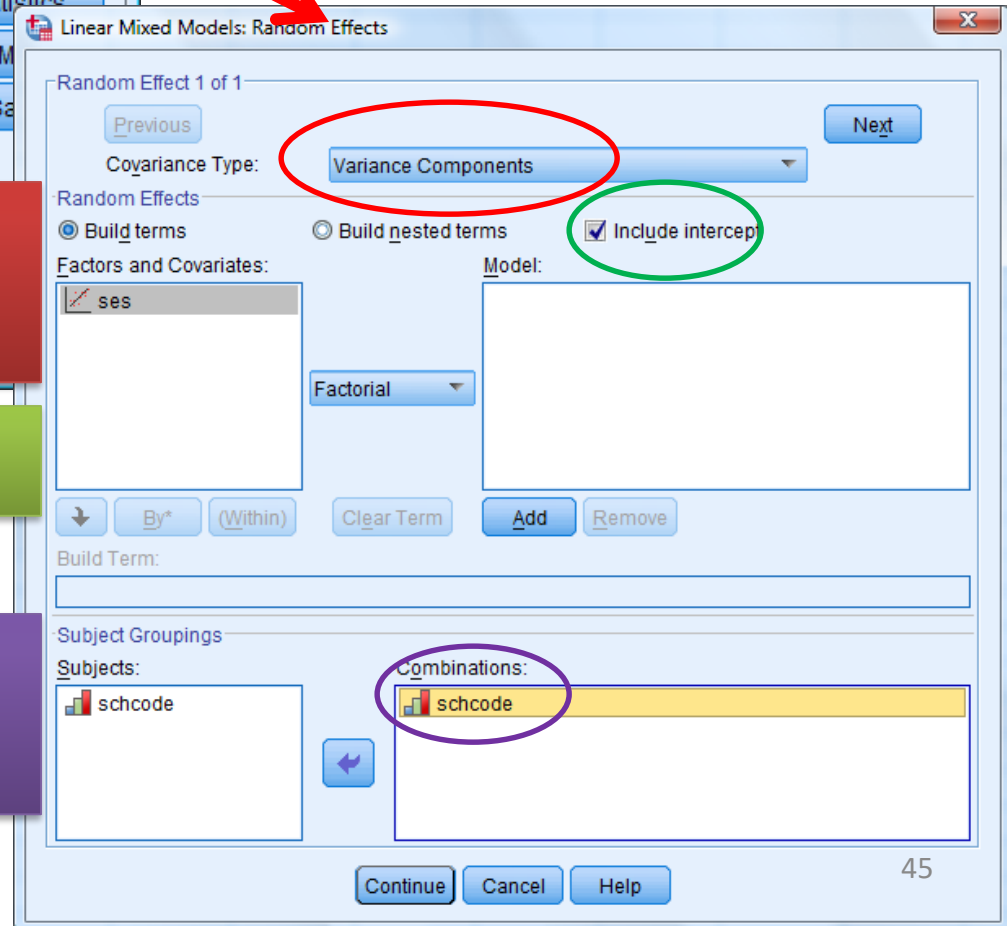 Linear Mixed Models: Random Effects
Random Effect 1 of 1
Previous
Next
Covariance Type:
Variance Components
Random Effects
Build terms
Build nested terms
Include intercept
Factors and Covariates:
Model:
ses
Factorial
By*
(Within)
Clear Term
Add
Remove
Build Term:
Subject Groupings
Subjects:
Combinations:
schcode
schcode
Continue
Cancel
Help
45